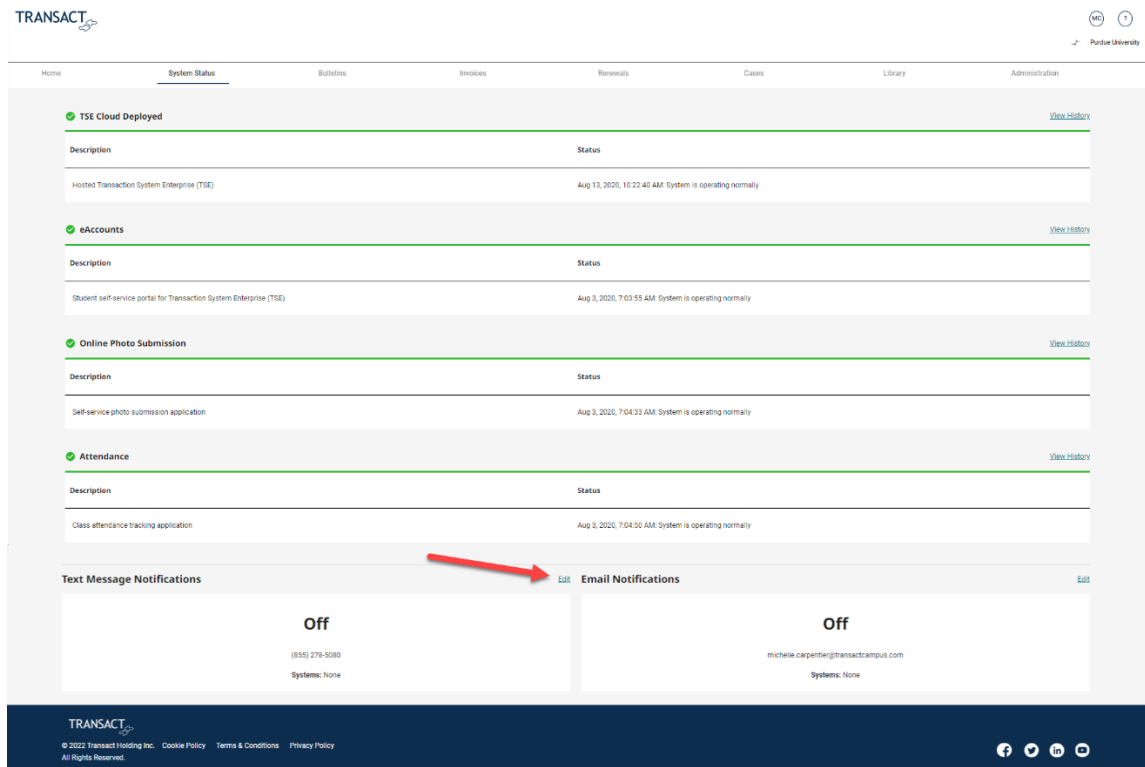 TRANSACT
MC ?
Purdue University
Home System Status Bulletins Invoices Renewals Cases Library Administration
TSE Cloud Deployed View History
Description Status
Hosted Transaction System Enterprise (TSE) Aug 13, 2020, 10:22:40 AM: System is operating normally
eAccounts View History
Description Status
Student self-service portal for Transaction System Enterprise (TSE) Aug 3, 2020, 7:03:55 AM: System is operating normally
Online Photo Submission View History
Description Status
Self-service photo submission application Aug 3, 2020, 7:04:33 AM: System is operating normally
Attendance View History
Description Status
Class attendance tracking application Aug 3, 2020, 7:04:50 AM: System is operating normally
Text Message Notifications Edit Email Notifications Edit
Off Off
(855) 278-5080 michelle.carpentier@transactcampus.com
Systems: None Systems: None
TRANSACT
© 2022 Transact Holding Inc. Cookie Policy Terms & Conditions Privacy Policy
All Rights Reserved.